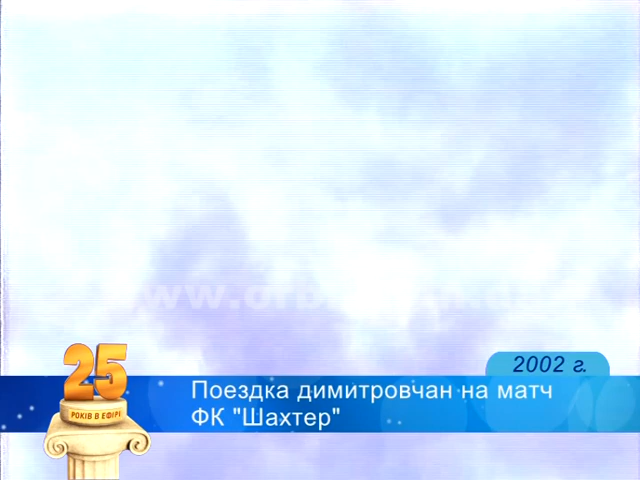 25
РОКІВ В ЕФІРІ
2002 г.
Поездка димитровчан на матч
ФК "Шахтер"